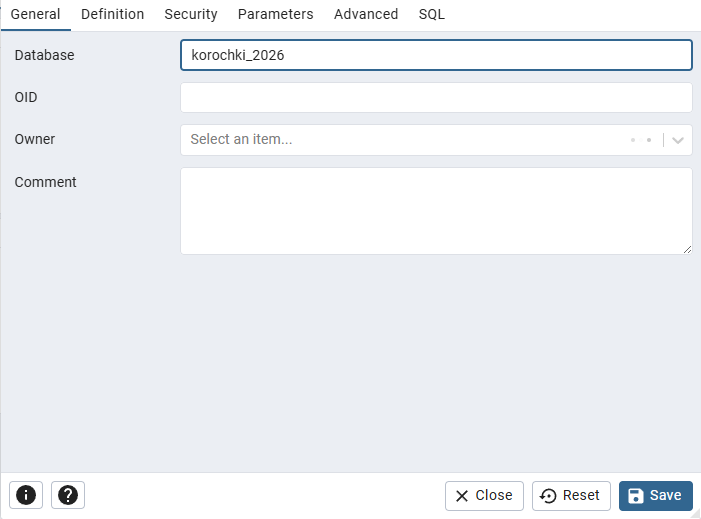 General Definition Security Parameters Advanced SQL
Database korochki_2026
OID
Owner Select an item...
Comment
Close Reset Save